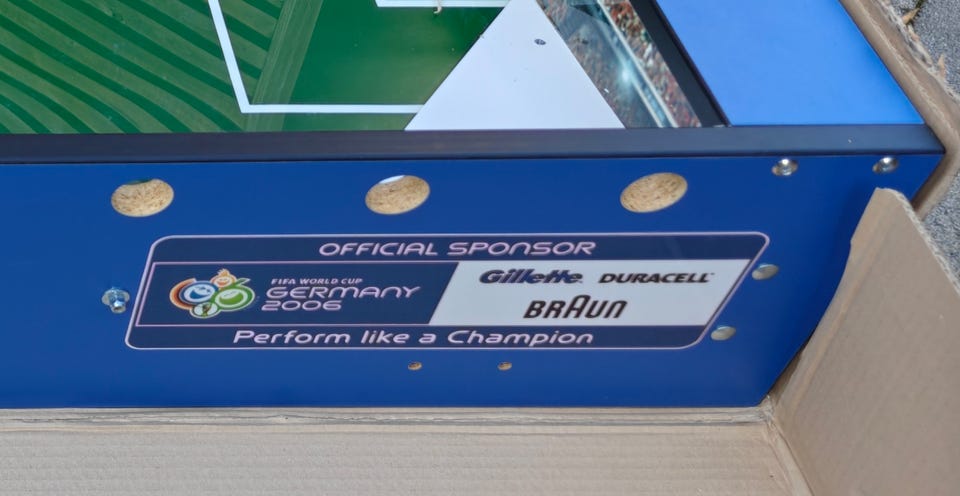 OFFICIAL SPONSOR
FIFA WORLD CUP
GERMANY
2006
Gillette DURACELL
BRAUN
Perform like a Champion